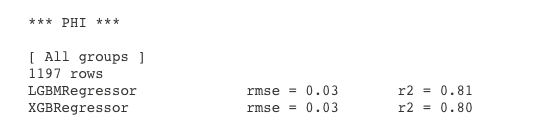 *** PHI ***
[ All groups ]
1197 rows
LGBMRegressor rmse = 0.03 r2 = 0.81
XGBRegressor rmse = 0.03 r2 = 0.80